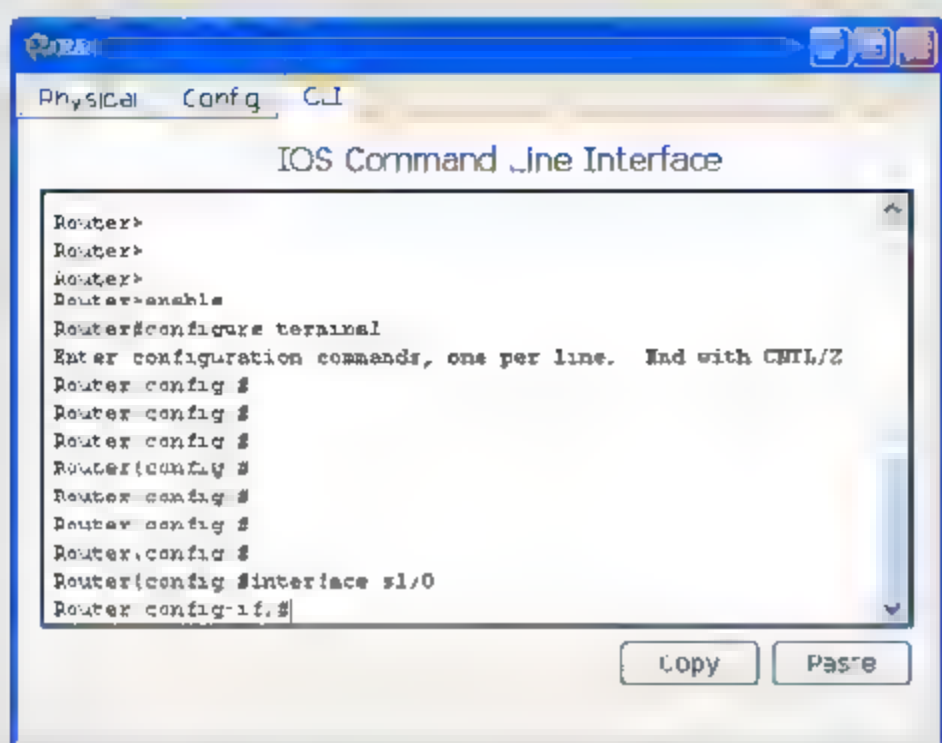 Physical Config CLI
IOS Command Line Interface
Router>
Router>
Router>
Router>enable
Router#configure terminal
Enter configuration commands, one per line. End with CNTL/Z
Router(config)#
Router(config)#
Router(config)#
Router(config)#
Router(config)#
Router(config)#
Router(config)#
Router(config)#interface s1/0
Router(config-if)#
Copy Paste